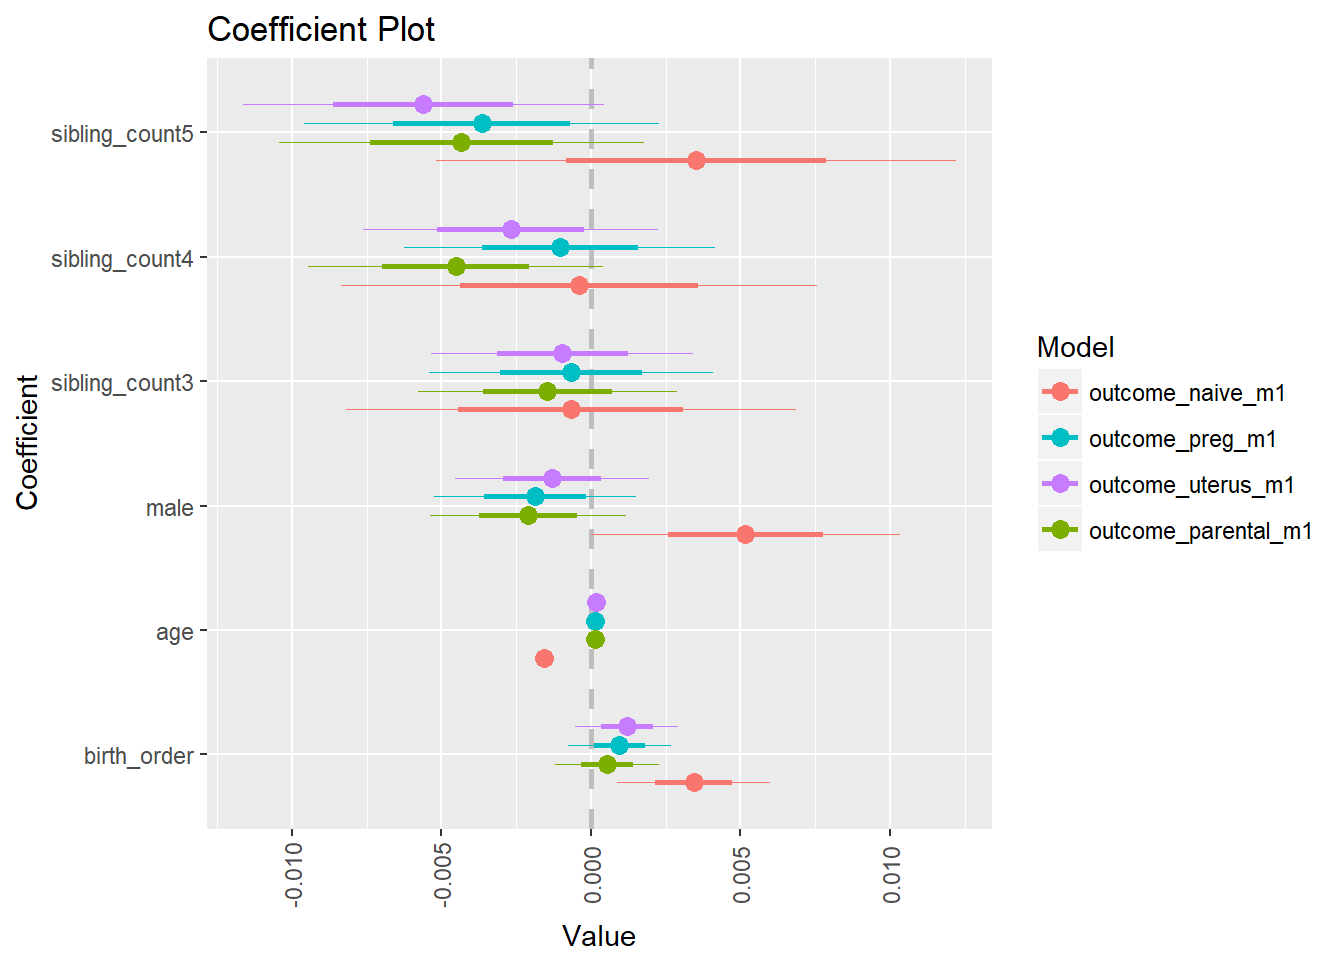 Coefficient Plot
Coefficient
sibling_count5
sibling_count4
sibling_count3
male
age
birth_order
-0.010
-0.005
0.000
0.005
0.010
Value
Model
outcome_naive_m1
outcome_preg_m1
outcome_uterus_m1
outcome_parental_m1